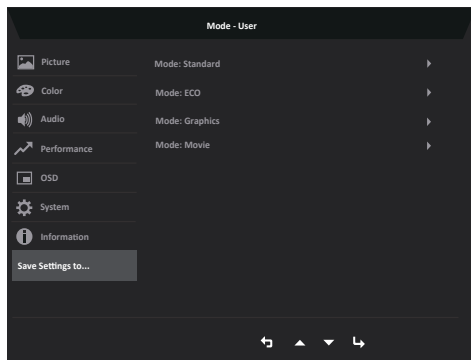 Mode - User
Picture
Color
Audio
Performance
OSD
System
Information
Save Settings to...
Mode: Standard
Mode: ECO
Mode: Graphics
Mode: Movie